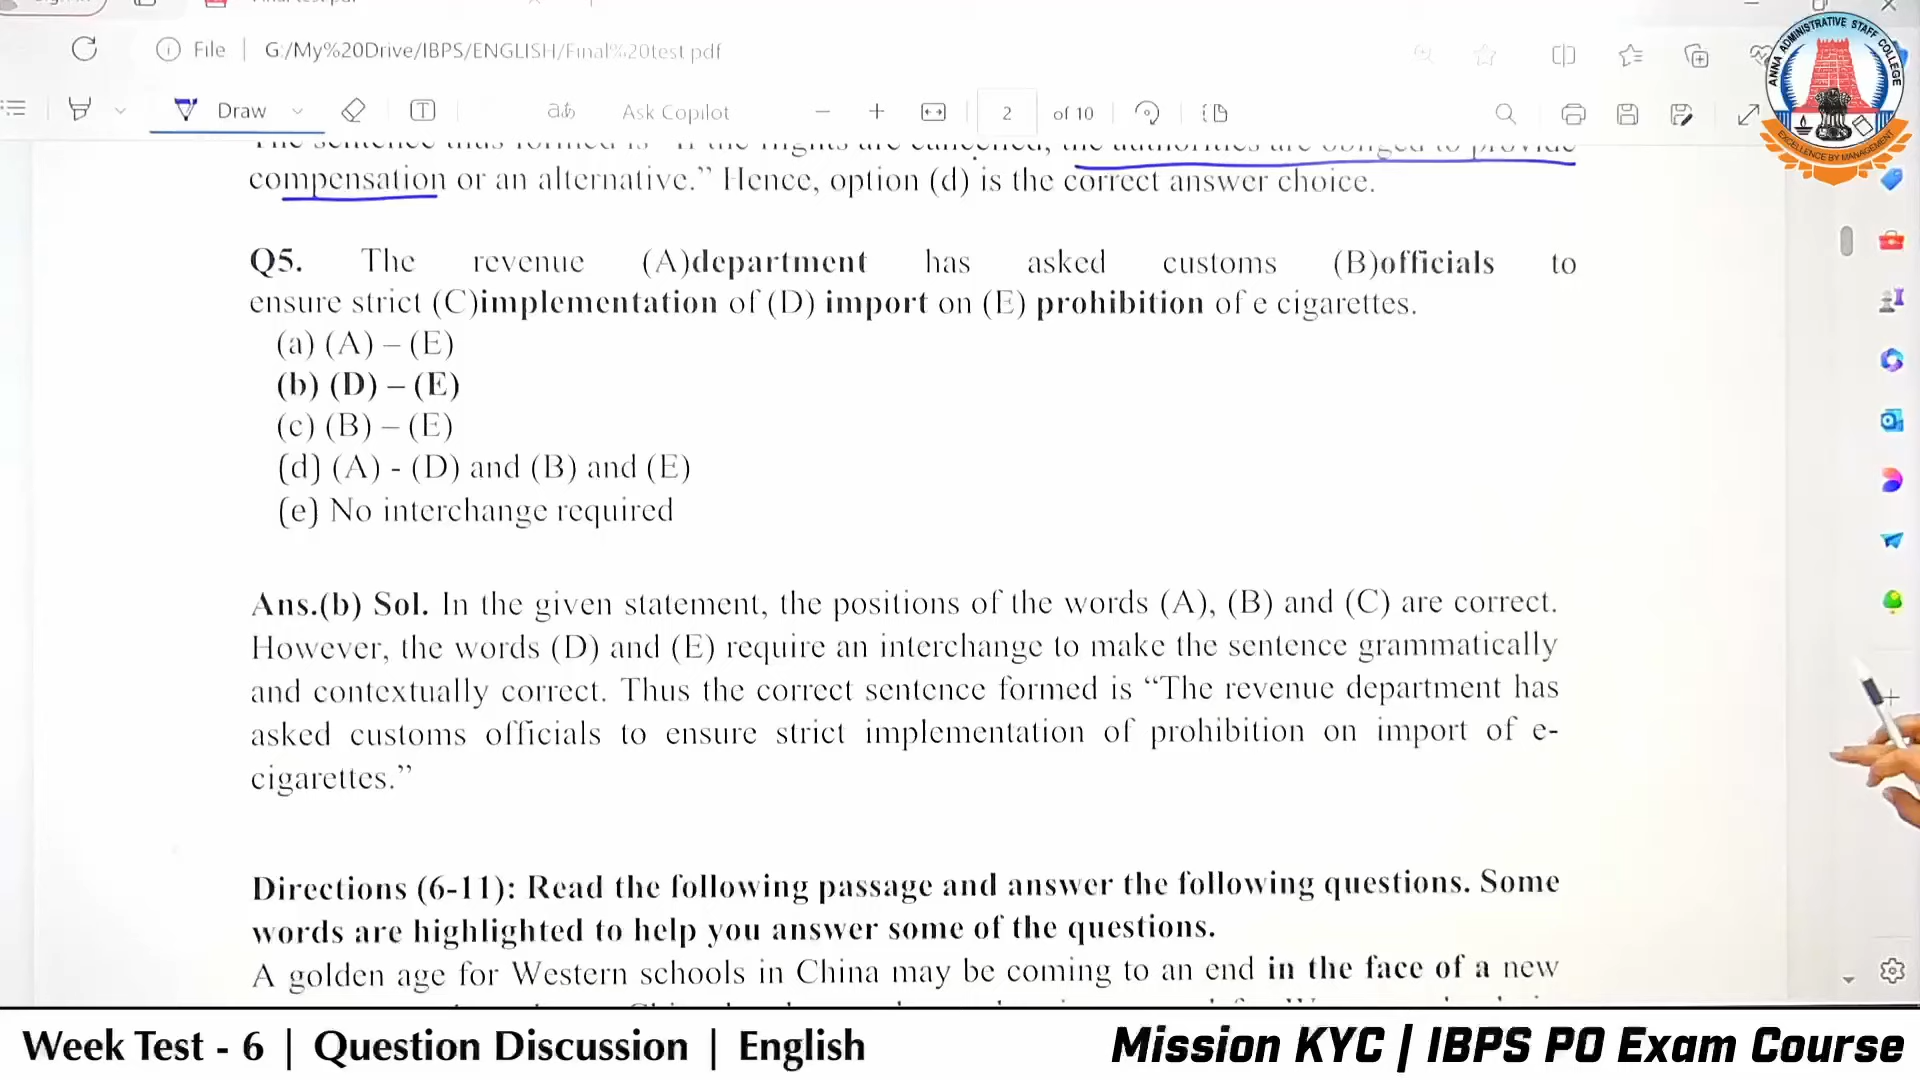 File
G:/My%20Drive/IBPS/ENGLISH/Final%20test pdf
Draw
T
Ask Copilot
2
of 10
ANNA ADMINISTRATIVE STAFF COLLEGE
EXCELLENCE BY MANAGEMENT
compensation or an alternative.” Hence, option (d) is the correct answer choice.
Q5. The revenue (A)department has asked customs (B)officials to
ensure strict (C)implementation of (D) import on (E) prohibition of e cigarettes.
(a) (A) – (E)
(b) (D) – (E)
(c) (B) – (E)
(d) (A) - (D) and (B) and (E)
(e) No interchange required
Ans.(b) Sol. In the given statement, the positions of the words (A), (B) and (C) are correct.
However, the words (D) and (E) require an interchange to make the sentence grammatically
and contextually correct. Thus the correct sentence formed is “The revenue department has
asked customs officials to ensure strict implementation of prohibition on import of e-
cigarettes.”
Directions (6-11): Read the following passage and answer the following questions. Some
words are highlighted to help you answer some of the questions.
A golden age for Western schools in China may be coming to an end in the face of a new
Week Test - 6 | Question Discussion | English
Mission KYC | IBPS PO Exam Course